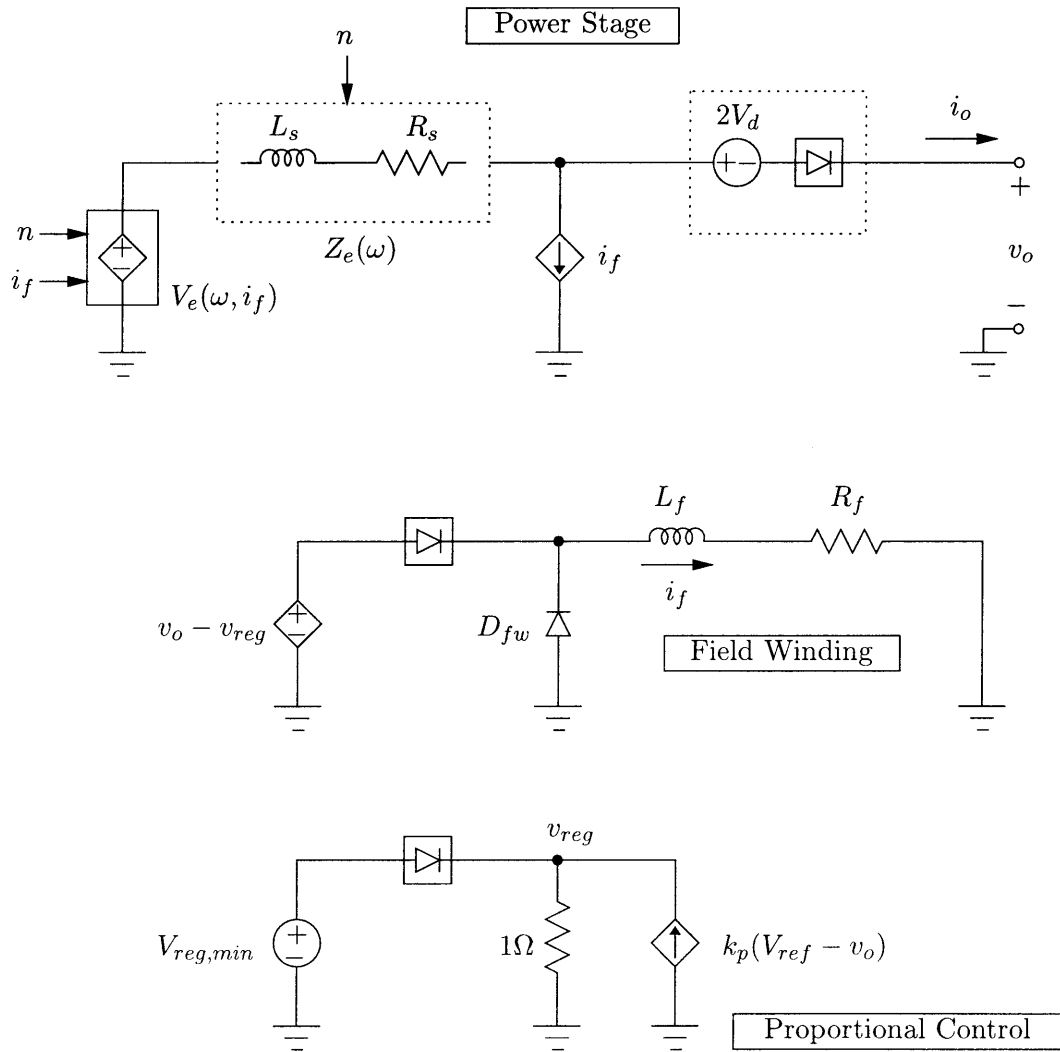 Power Stage
n
L_s R_s
2V_d
i_o
+ −
+
n
+
−
Z_e(ω)
i_f
v_o
i_f
V_e(ω, i_f)
−
L_f R_f
i_f
v_o − v_reg
+
−
D_fw
Field Winding
v_reg
V_reg,min
+
−
1Ω
k_p(V_ref − v_o)
Proportional Control